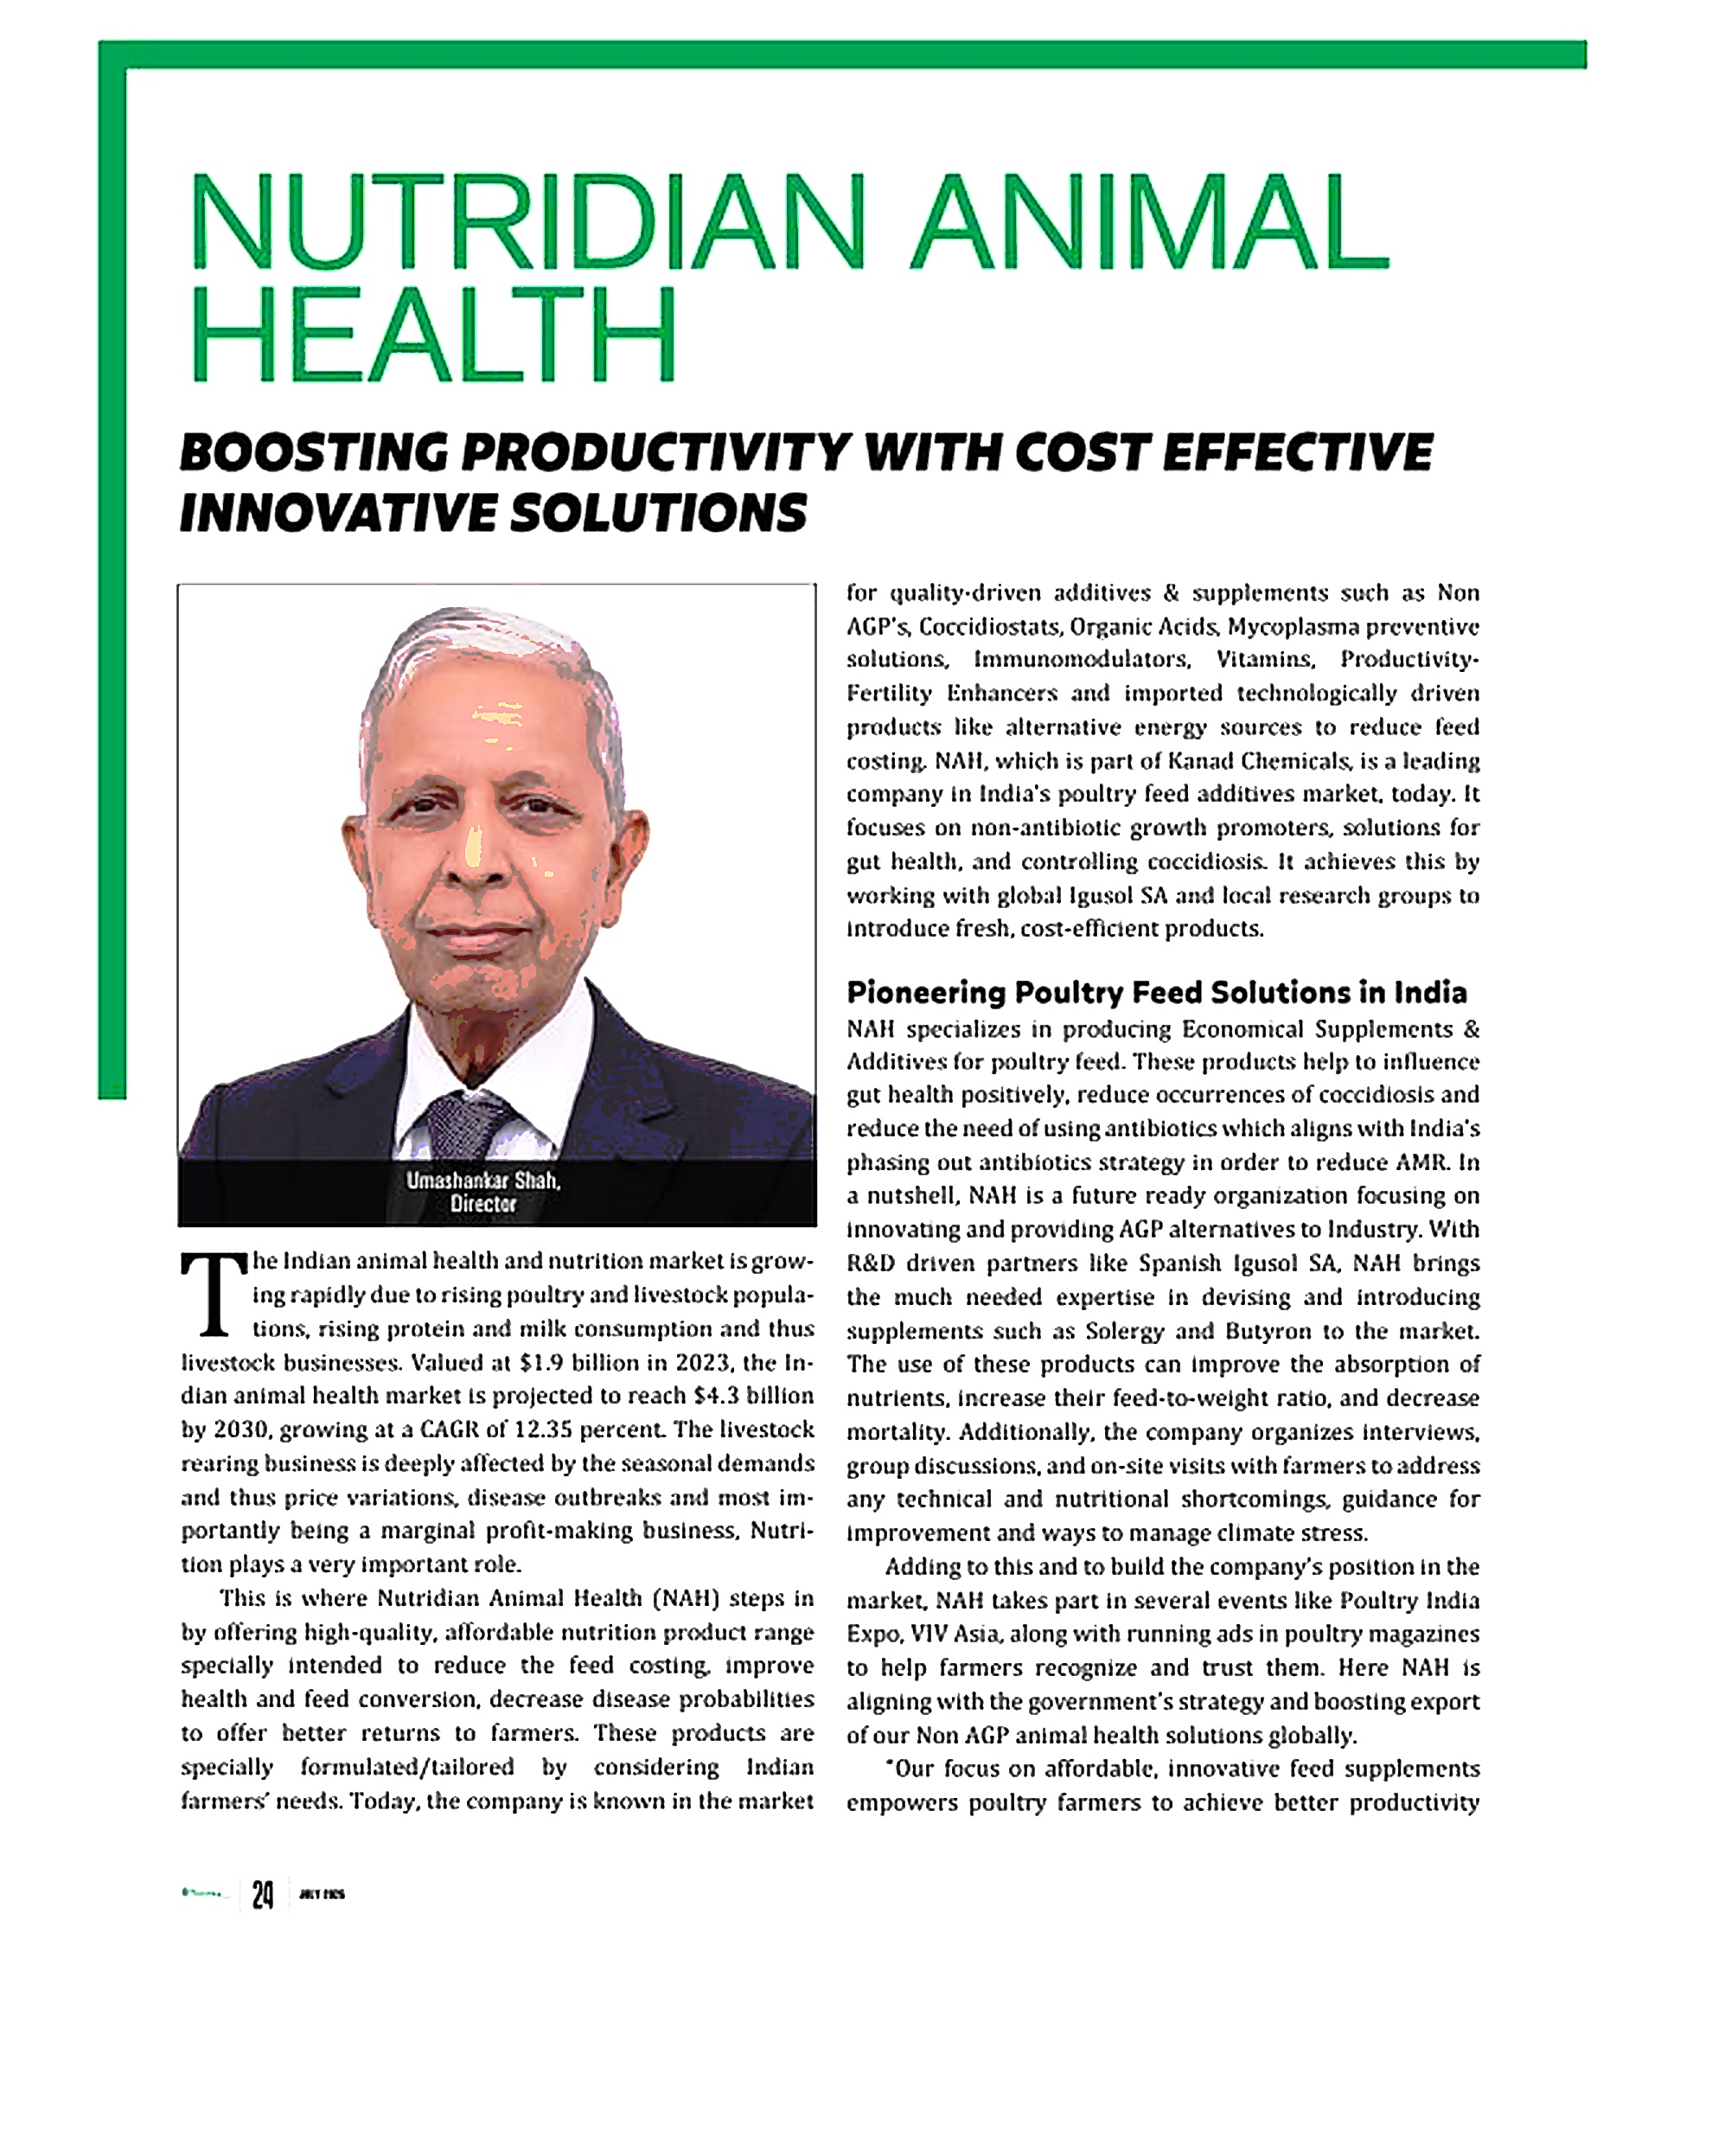 NUTRIDIAN ANIMAL
HEALTH
BOOSTING PRODUCTIVITY WITH COST EFFECTIVE
INNOVATIVE SOLUTIONS
Umashankar Shah,
Director
The Indian animal health and nutrition market is grow-
ing rapidly due to rising poultry and livestock popula-
tions, rising protein and milk consumption and thus
livestock businesses. Valued at $1.9 billion in 2023, the In-
dian animal health market is projected to reach $4.3 billion
by 2030, growing at a CAGR of 12.35 percent. The livestock
rearing business is deeply affected by the seasonal demands
and thus price variations, disease outbreaks and most im-
portantly being a marginal profit-making business, Nutri-
tion plays a very important role.
This is where Nutridian Animal Health (NAH) steps in
by offering high-quality, affordable nutrition product range
specially intended to reduce the feed costing, improve
health and feed conversion, decrease disease probabilities
to offer better returns to farmers. These products are
specially formulated/tailored by considering Indian
farmers' needs. Today, the company is known in the market
for quality-driven additives & supplements such as Non
AGP's, Coccidiostats, Organic Acids, Mycoplasma preventive
solutions, Immunomodulators, Vitamins, Productivity-
Fertility Enhancers and imported technologically driven
products like alternative energy sources to reduce feed
costing. NAH, which is part of Kanad Chemicals, is a leading
company in India's poultry feed additives market, today. It
focuses on non-antibiotic growth promoters, solutions for
gut health, and controlling coccidiosis. It achieves this by
working with global Igusol SA and local research groups to
introduce fresh, cost-efficient products.
Pioneering Poultry Feed Solutions in India
NAH specializes in producing Economical Supplements &
Additives for poultry feed. These products help to influence
gut health positively, reduce occurrences of coccidiosis and
reduce the need of using antibiotics which aligns with India's
phasing out antibiotics strategy in order to reduce AMR. In
a nutshell, NAH is a future ready organization focusing on
innovating and providing AGP alternatives to Industry. With
R&D driven partners like Spanish Igusol SA, NAH brings
the much needed expertise in devising and introducing
supplements such as Solergy and Butyron to the market.
The use of these products can improve the absorption of
nutrients, increase their feed-to-weight ratio, and decrease
mortality. Additionally, the company organizes interviews,
group discussions, and on-site visits with farmers to address
any technical and nutritional shortcomings, guidance for
improvement and ways to manage climate stress.
Adding to this and to build the company's position in the
market, NAH takes part in several events like Poultry India
Expo, VIV Asia, along with running ads in poultry magazines
to help farmers recognize and trust them. Here NAH is
aligning with the government's strategy and boosting export
of our Non AGP animal health solutions globally.
"Our focus on affordable, innovative feed supplements
empowers poultry farmers to achieve better productivity
24
JULY